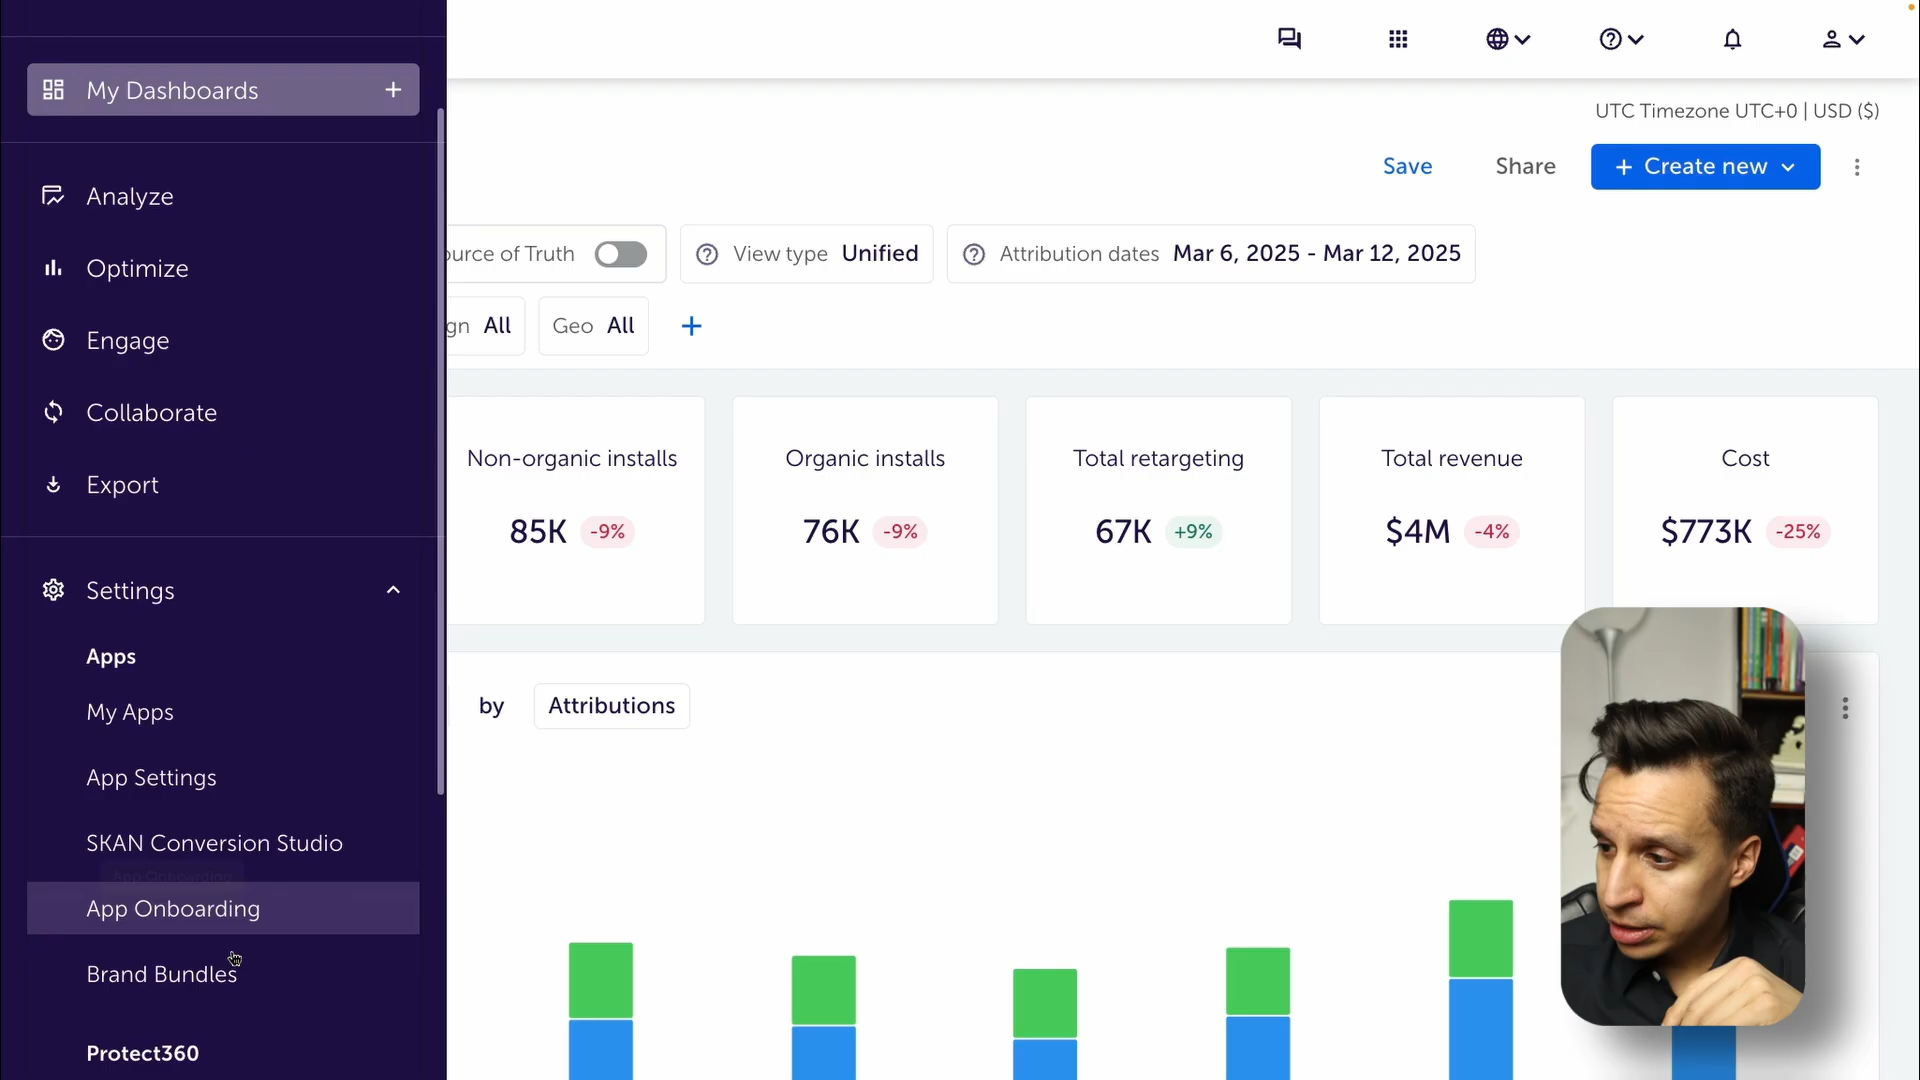 My Dashboards
Analyze
Optimize
Engage
Collaborate
Export
Settings
Apps
My Apps
App Settings
SKAN Conversion Studio
App Onboarding
App Onboarding
Brand Bundles
Protect360
UTC Timezone UTC+0 | USD ($)
Save
Share
+ Create new
urce of Truth
View type Unified
Attribution dates Mar 6, 2025 - Mar 12, 2025
gn All
Geo All
+
Non-organic installs
85K -9%
Organic installs
76K -9%
Total retargeting
67K +9%
Total revenue
$4M -4%
Cost
$773K -25%
by Attributions